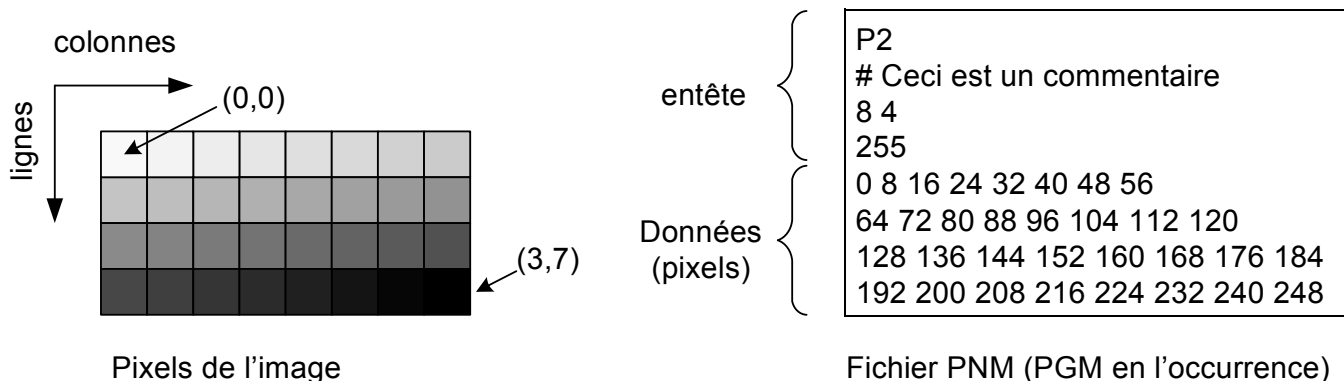 colonnes
lignes
(0,0)
(3,7)
Pixels de l'image
entête
Données
(pixels)
P2
# Ceci est un commentaire
8 4
255
0 8 16 24 32 40 48 56
64 72 80 88 96 104 112 120
128 136 144 152 160 168 176 184
192 200 208 216 224 232 240 248
Fichier PNM (PGM en l'occurrence)